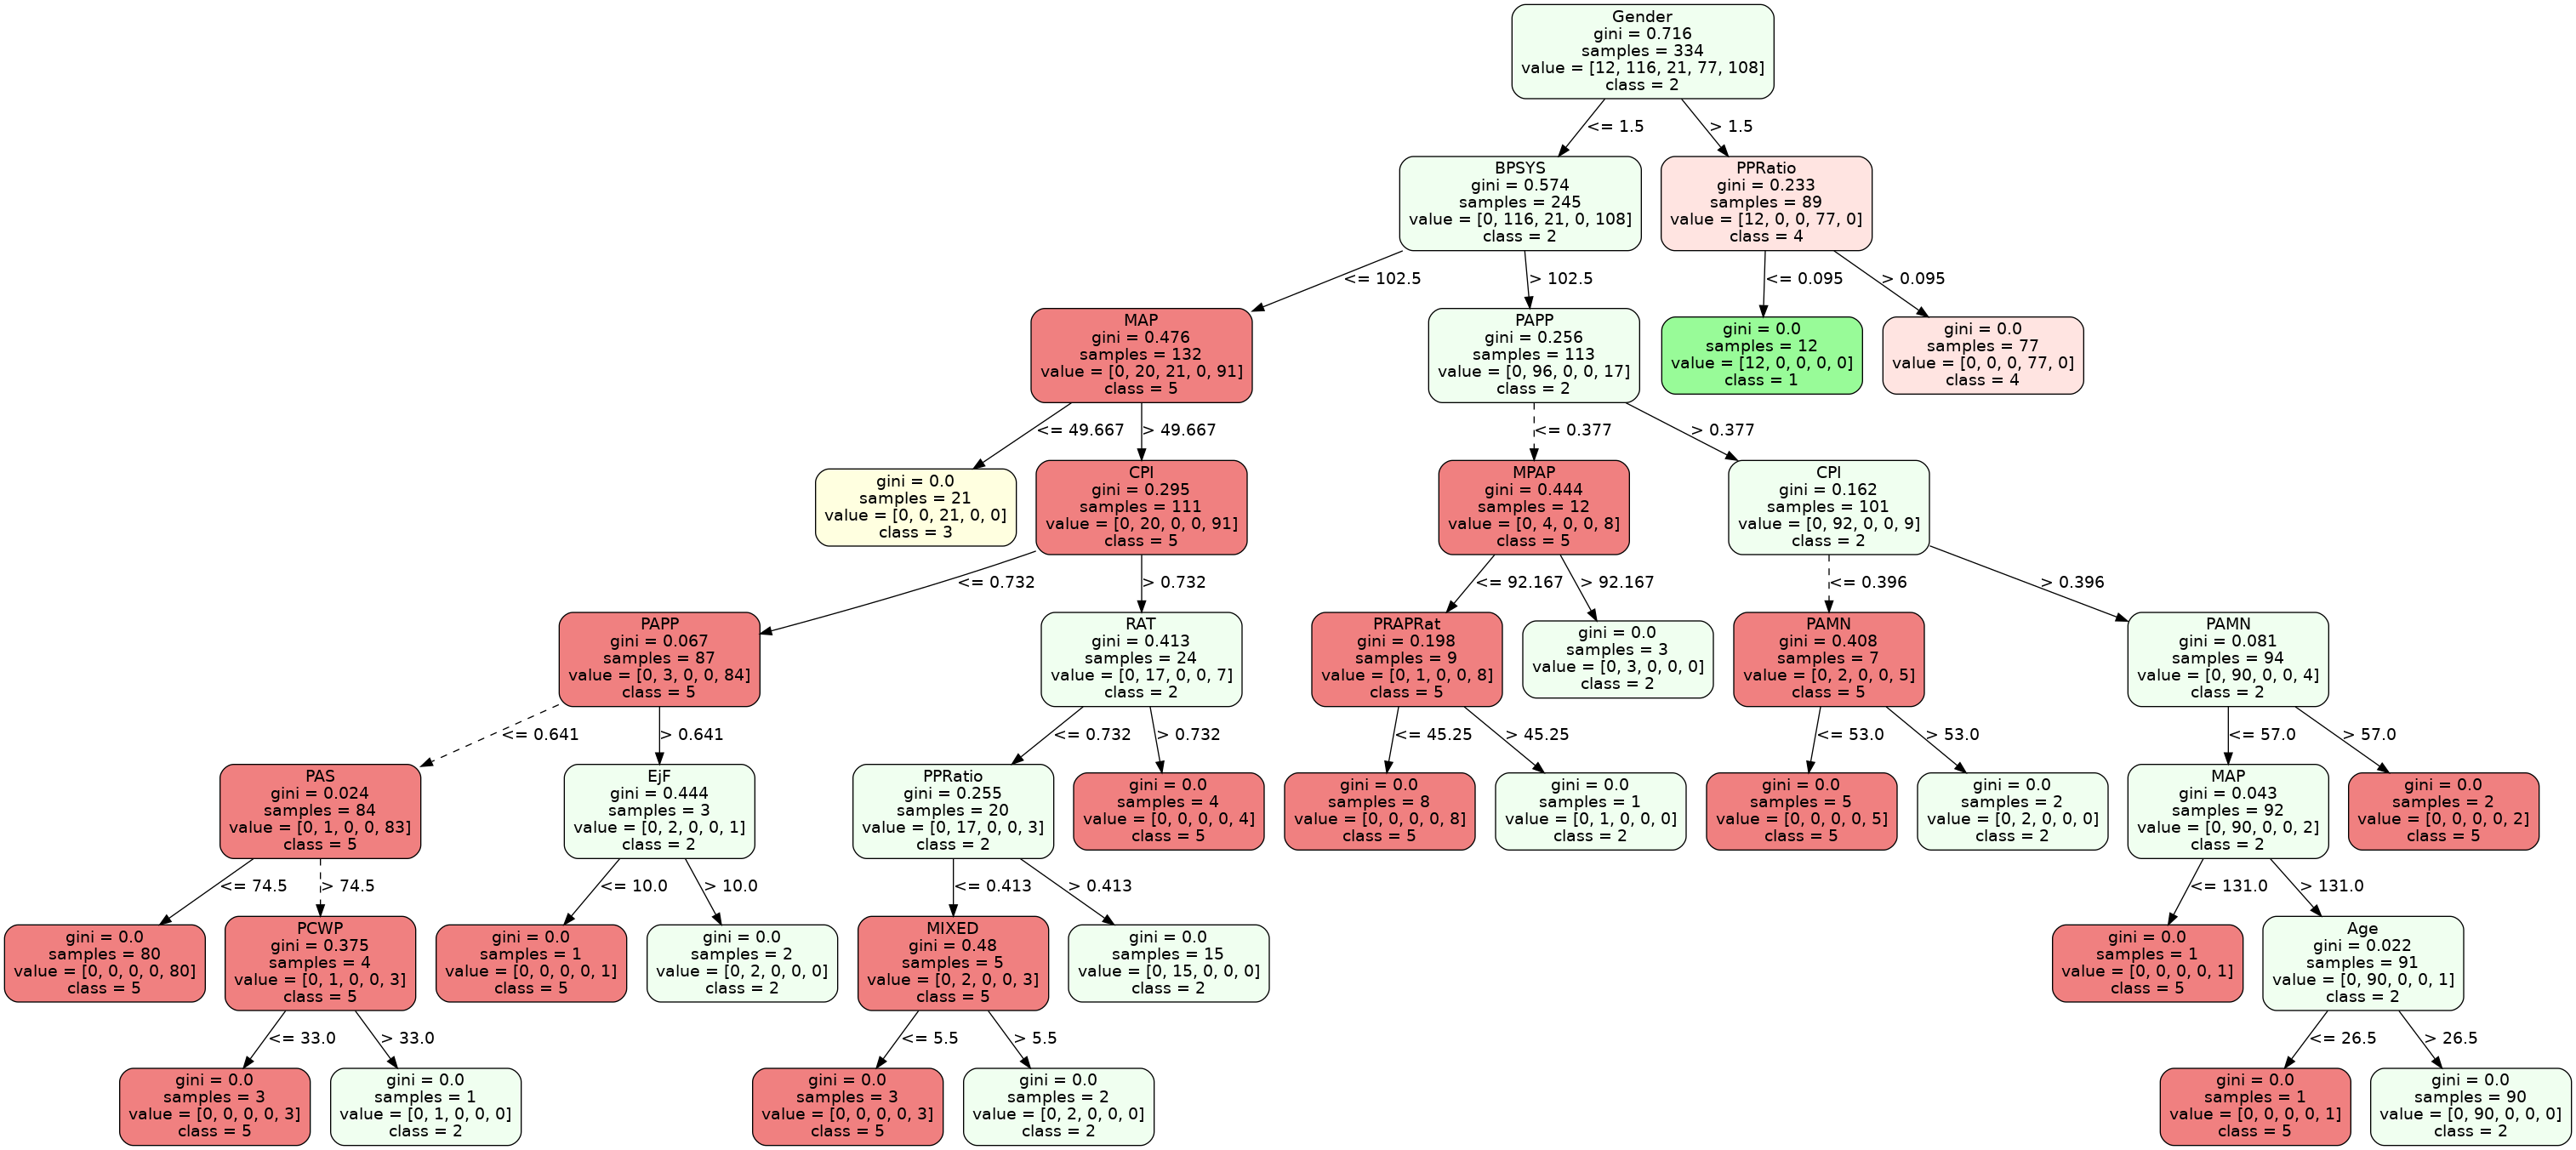 Gender
gini = 0.716
samples = 334
value = [12, 116, 21, 77, 108]
class = 2
<= 1.5
> 1.5
BPSYS
gini = 0.574
samples = 245
value = [0, 116, 21, 0, 108]
class = 2
PPRatio
gini = 0.233
samples = 89
value = [12, 0, 0, 77, 0]
class = 4
<= 102.5
> 102.5
<= 0.095
> 0.095
MAP
gini = 0.476
samples = 132
value = [0, 20, 21, 0, 91]
class = 5
PAPP
gini = 0.256
samples = 113
value = [0, 96, 0, 0, 17]
class = 2
gini = 0.0
samples = 12
value = [12, 0, 0, 0, 0]
class = 1
gini = 0.0
samples = 77
value = [0, 0, 0, 77, 0]
class = 4
<= 49.667
> 49.667
<= 0.377
> 0.377
gini = 0.0
samples = 21
value = [0, 0, 21, 0, 0]
class = 3
CPI
gini = 0.295
samples = 111
value = [0, 20, 0, 0, 91]
class = 5
MPAP
gini = 0.444
samples = 12
value = [0, 4, 0, 0, 8]
class = 5
CPI
gini = 0.162
samples = 101
value = [0, 92, 0, 0, 9]
class = 2
<= 0.732
> 0.732
<= 92.167
> 92.167
<= 0.396
> 0.396
PAPP
gini = 0.067
samples = 87
value = [0, 3, 0, 0, 84]
class = 5
RAT
gini = 0.413
samples = 24
value = [0, 17, 0, 0, 7]
class = 2
PRAPRat
gini = 0.198
samples = 9
value = [0, 1, 0, 0, 8]
class = 5
gini = 0.0
samples = 3
value = [0, 3, 0, 0, 0]
class = 2
PAMN
gini = 0.408
samples = 7
value = [0, 2, 0, 0, 5]
class = 5
PAMN
gini = 0.081
samples = 94
value = [0, 90, 0, 0, 4]
class = 2
<= 0.641
> 0.641
<= 0.732
> 0.732
<= 45.25
> 45.25
<= 53.0
> 53.0
<= 57.0
> 57.0
PAS
gini = 0.024
samples = 84
value = [0, 1, 0, 0, 83]
class = 5
EjF
gini = 0.444
samples = 3
value = [0, 2, 0, 0, 1]
class = 2
PPRatio
gini = 0.255
samples = 20
value = [0, 17, 0, 0, 3]
class = 2
gini = 0.0
samples = 4
value = [0, 0, 0, 0, 4]
class = 5
gini = 0.0
samples = 8
value = [0, 0, 0, 0, 8]
class = 5
gini = 0.0
samples = 1
value = [0, 1, 0, 0, 0]
class = 2
gini = 0.0
samples = 5
value = [0, 0, 0, 0, 5]
class = 5
gini = 0.0
samples = 2
value = [0, 2, 0, 0, 0]
class = 2
MAP
gini = 0.043
samples = 92
value = [0, 90, 0, 0, 2]
class = 2
gini = 0.0
samples = 2
value = [0, 0, 0, 0, 2]
class = 5
<= 74.5
> 74.5
<= 10.0
> 10.0
<= 0.413
> 0.413
<= 131.0
> 131.0
gini = 0.0
samples = 80
value = [0, 0, 0, 0, 80]
class = 5
PCWP
gini = 0.375
samples = 4
value = [0, 1, 0, 0, 3]
class = 5
gini = 0.0
samples = 1
value = [0, 0, 0, 0, 1]
class = 5
gini = 0.0
samples = 2
value = [0, 2, 0, 0, 0]
class = 2
MIXED
gini = 0.48
samples = 5
value = [0, 2, 0, 0, 3]
class = 5
gini = 0.0
samples = 15
value = [0, 15, 0, 0, 0]
class = 2
gini = 0.0
samples = 1
value = [0, 0, 0, 0, 1]
class = 5
Age
gini = 0.022
samples = 91
value = [0, 90, 0, 0, 1]
class = 2
<= 33.0
> 33.0
<= 5.5
> 5.5
<= 26.5
> 26.5
gini = 0.0
samples = 3
value = [0, 0, 0, 0, 3]
class = 5
gini = 0.0
samples = 1
value = [0, 1, 0, 0, 0]
class = 2
gini = 0.0
samples = 3
value = [0, 0, 0, 0, 3]
class = 5
gini = 0.0
samples = 2
value = [0, 2, 0, 0, 0]
class = 2
gini = 0.0
samples = 1
value = [0, 0, 0, 0, 1]
class = 5
gini = 0.0
samples = 90
value = [0, 90, 0, 0, 0]
class = 2